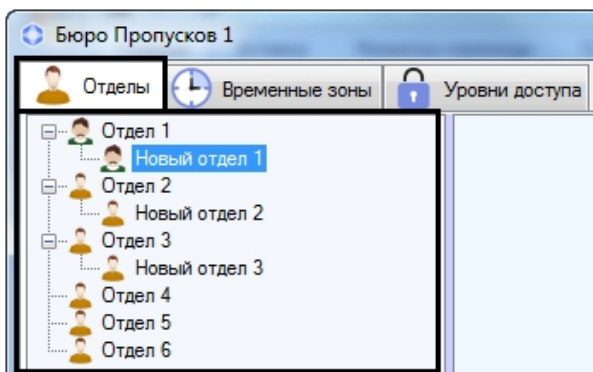 Бюро Пропусков 1
Отделы Временные зоны Уровни доступа
Отдел 1
Новый отдел 1
Отдел 2
Новый отдел 2
Отдел 3
Новый отдел 3
Отдел 4
Отдел 5
Отдел 6